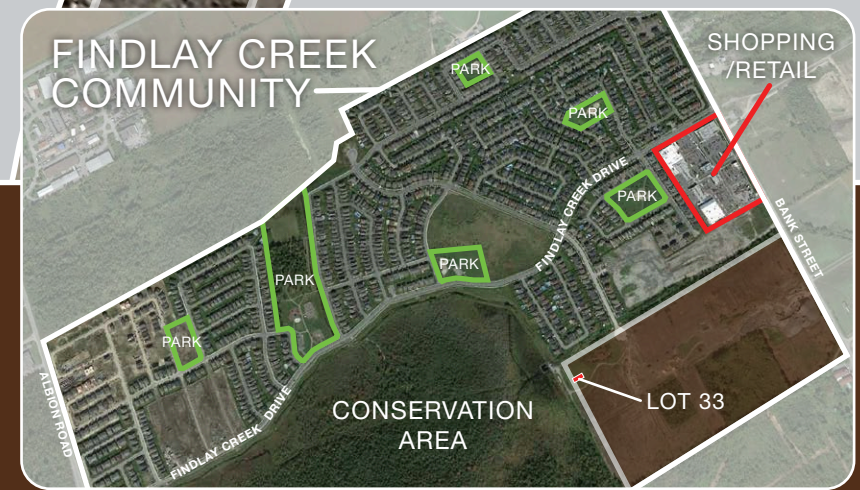 FINDLAY CREEK
COMMUNITY
SHOPPING
/RETAIL
PARK
PARK
FINDLAY CREEK DRIVE
PARK
BANK STREET
PARK
PARK
PARK
ALBION ROAD
FINDLAY CREEK DRIVE
CONSERVATION
AREA
LOT 33